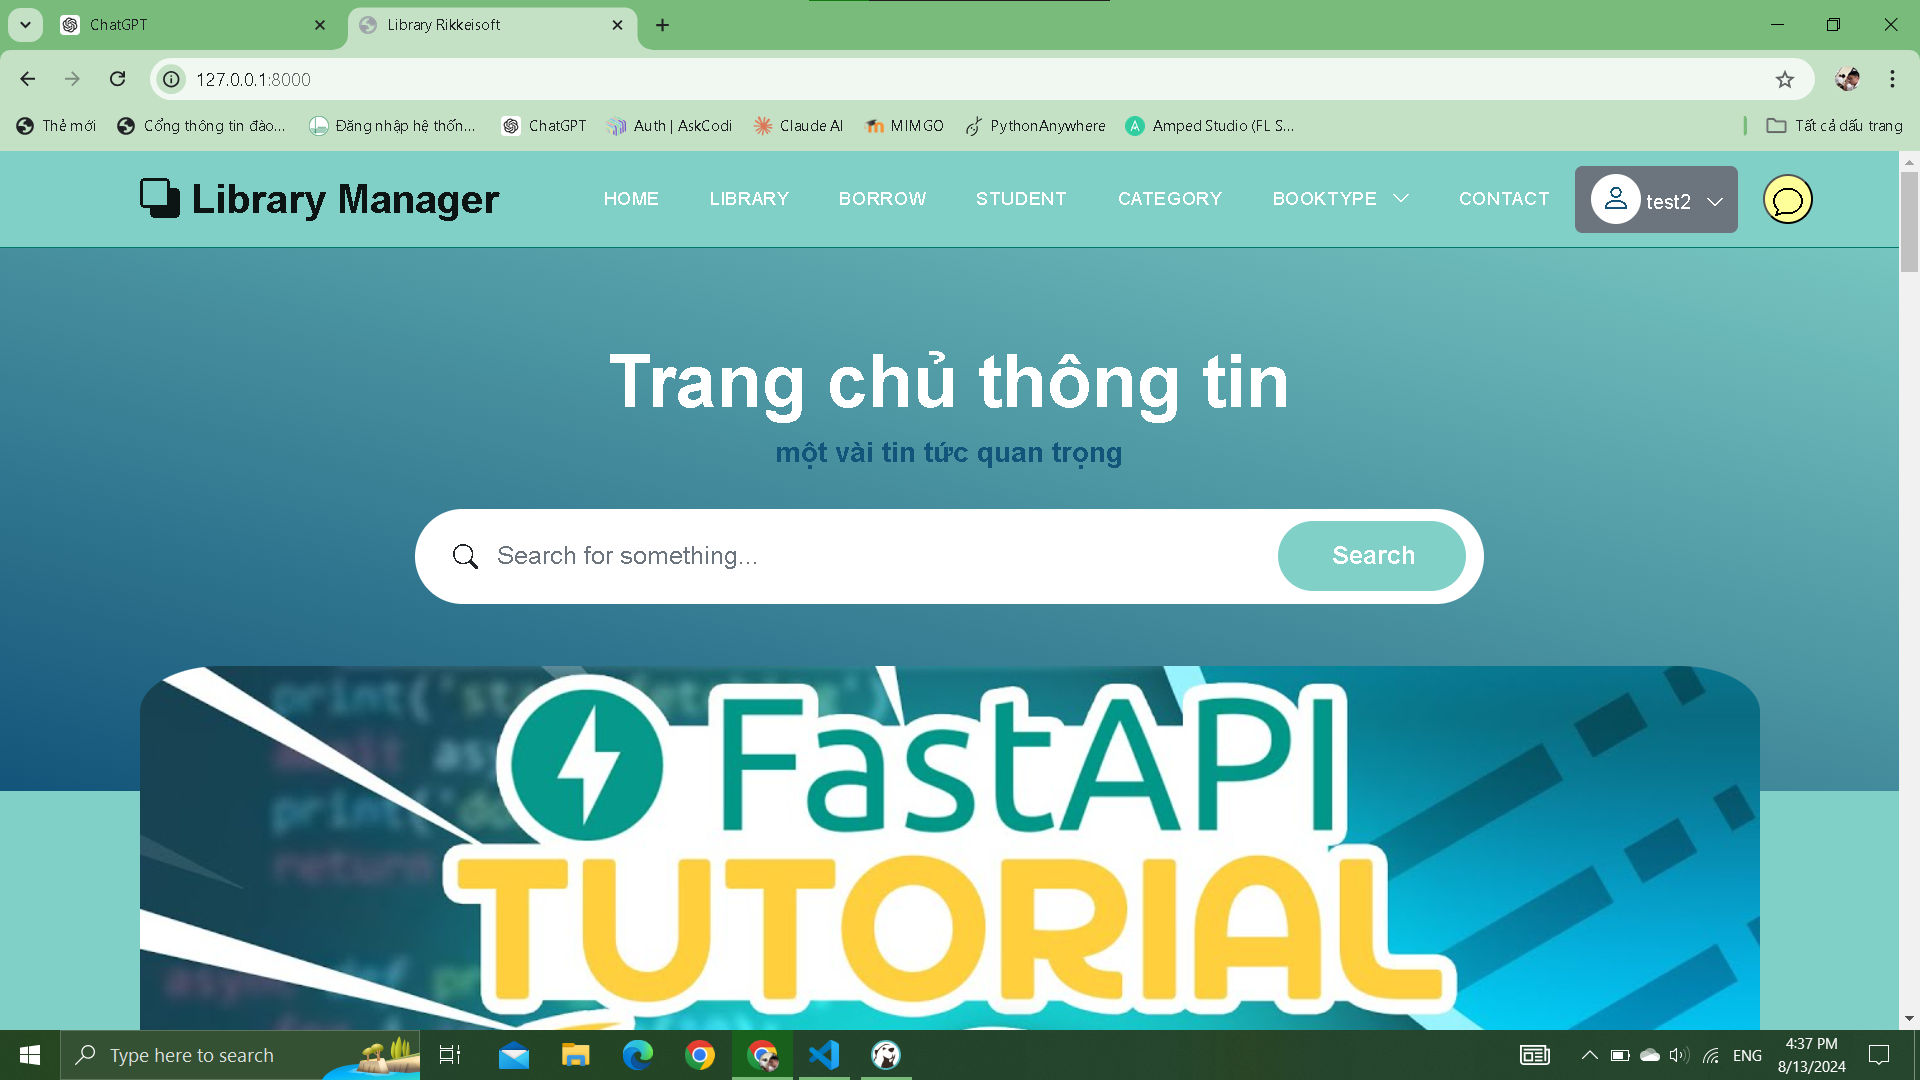 ChatGPT
Library Rikkeisoft
127.0.0.1:8000
Thẻ mới
Cổng thông tin đào...
Đăng nhập hệ thốn...
ChatGPT
Auth | AskCodi
Claude AI
MIMGO
PythonAnywhere
Amped Studio (FL S...
Tất cả dấu trang
Library Manager
HOME
LIBRARY
BORROW
STUDENT
CATEGORY
BOOKTYPE
CONTACT
test2
Trang chủ thông tin
một vài tin tức quan trọng
Search for something...
Search
print('
print('
return
FastAPI
TUTORIAL
Type here to search
ENG
4:37 PM
8/13/2024